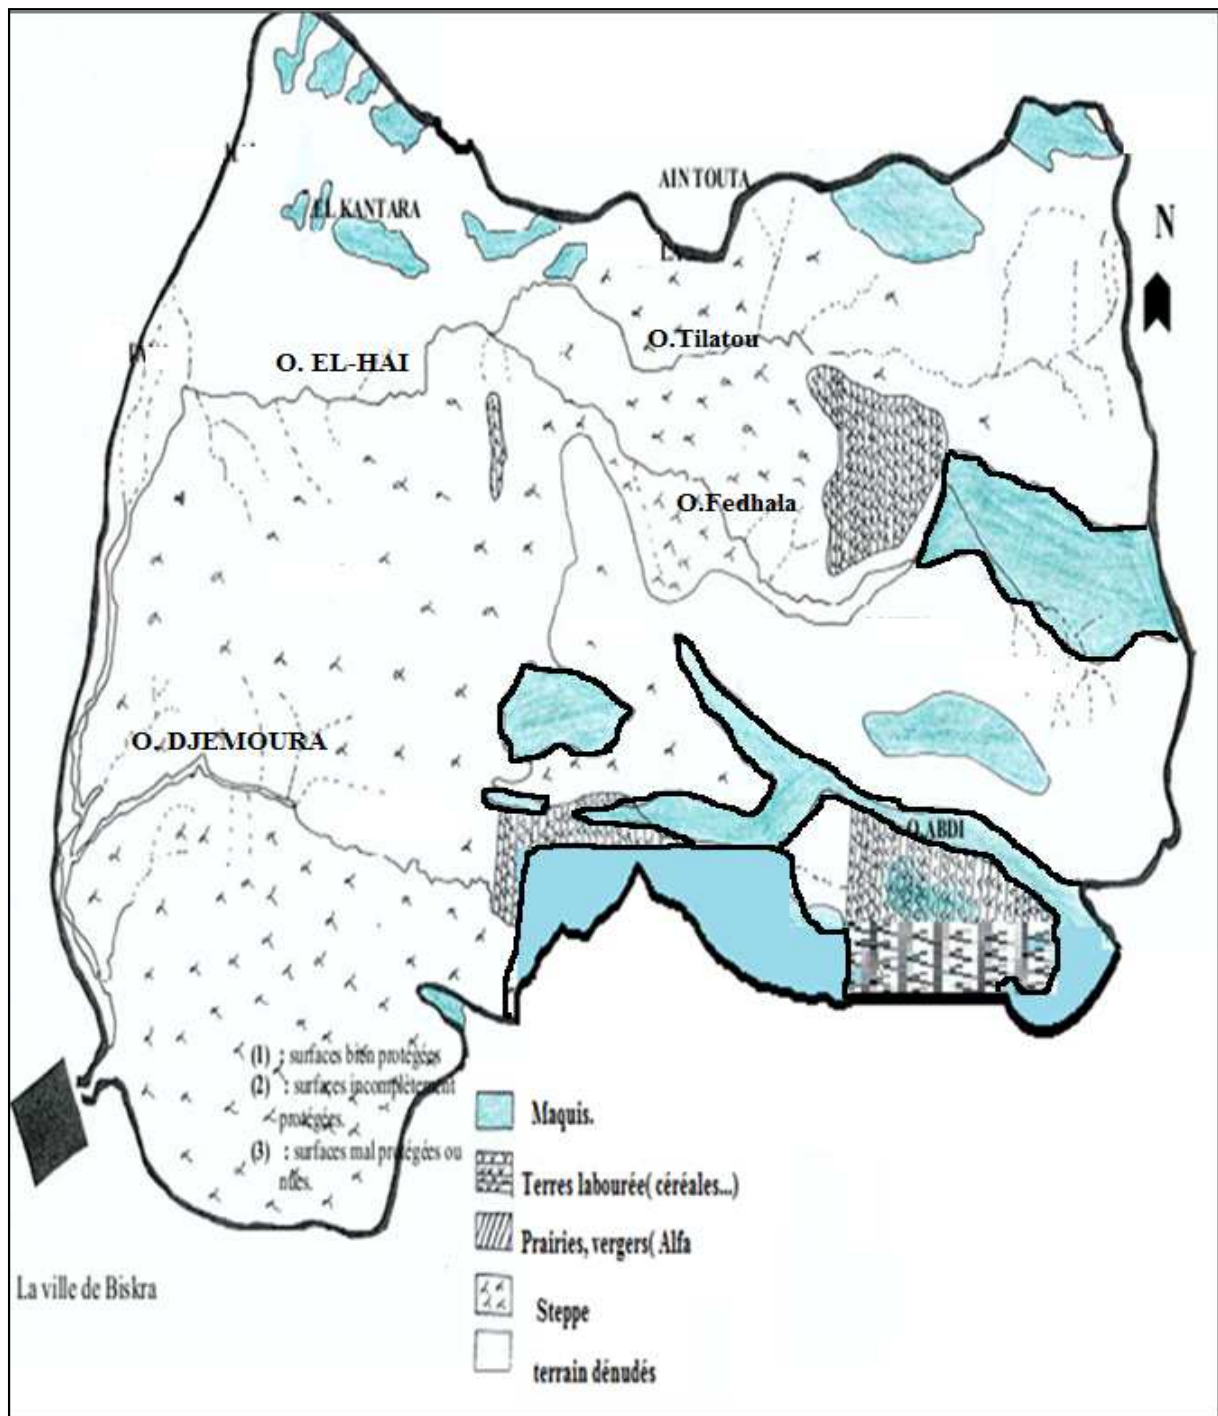 AIN TOUTA
EL KANTARA
N
O.Tilatou
O. EL-HAI
O.Fedhala
O. DJEMOURA
O.ABDI
(1) : surfaces bien protégées
(2) : surfaces incomplètement
protégées.
(3) : surfaces mal protégées ou
nues.
Maquis.
Terres labourée( céréales...)
Prairies, vergers( Alfa
Steppe
terrain dénudés
La ville de Biskra